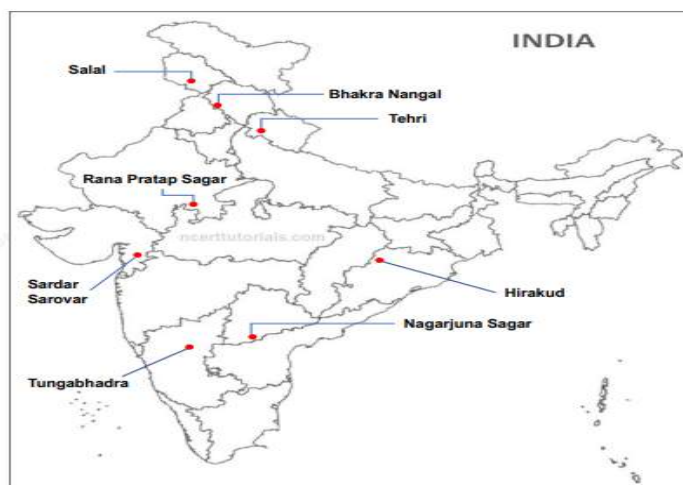 INDIA
Salal
Bhakra Nangal
Tehri
Rana Pratap Sagar
ncerttutorials.com
Sardar
Sarovar
Hirakud
Nagarjuna Sagar
Tungabhadra